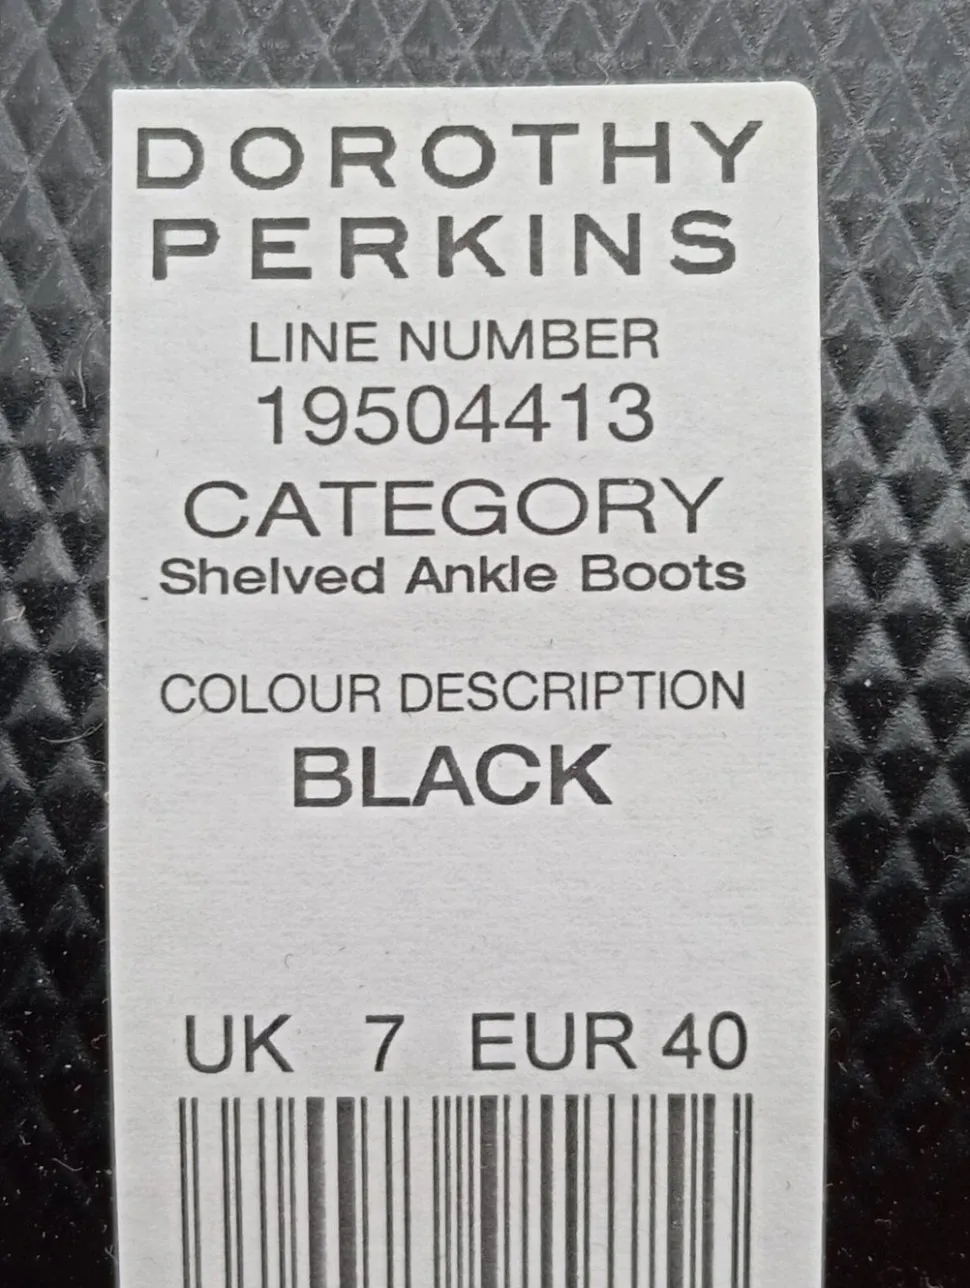 DOROTHY
PERKINS
LINE NUMBER
19504413
CATEGORY
Shelved Ankle Boots
COLOUR DESCRIPTION
BLACK
UK 7 EUR 40